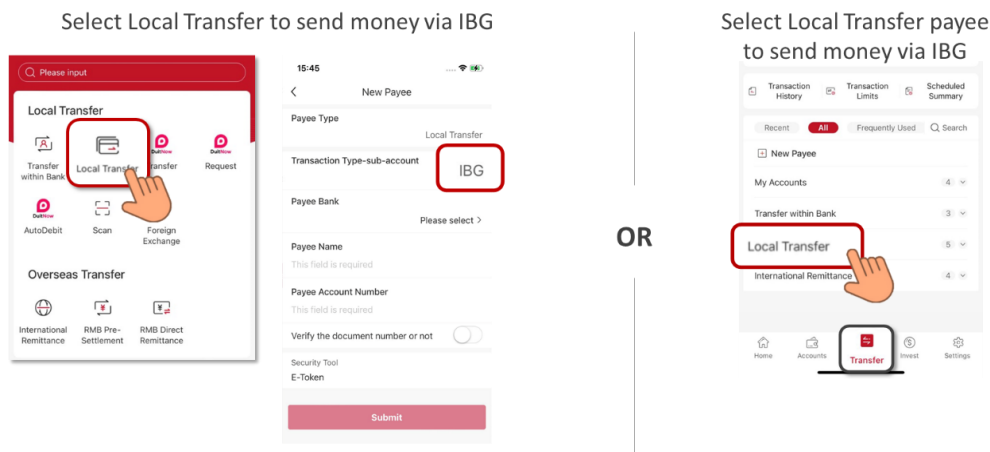 Select Local Transfer to send money via IBG
Please input
Local Transfer
Transfer
within Bank
Local Transfer
DuitNow
Transfer
DuitNow
Request
DuitNow
AutoDebit
Scan
Foreign
Exchange
Overseas Transfer
International
Remittance
RMB Pre-
Settlement
RMB Direct
Remittance
15:45
New Payee
Payee Type
Local Transfer
Transaction Type-sub-account
IBG
Payee Bank
Please select >
Payee Name
This field is required
Payee Account Number
This field is required
Verify the document number or not
Security Tool
E-Token
Submit
OR
Select Local Transfer payee
to send money via IBG
Transaction
History
Transaction
Limits
Scheduled
Summary
Recent
All
Frequently Used
Search
New Payee
My Accounts
4
Transfer within Bank
3
Local Transfer
5
International Remittance
4
Home
Accounts
Transfer
Invest
Settings